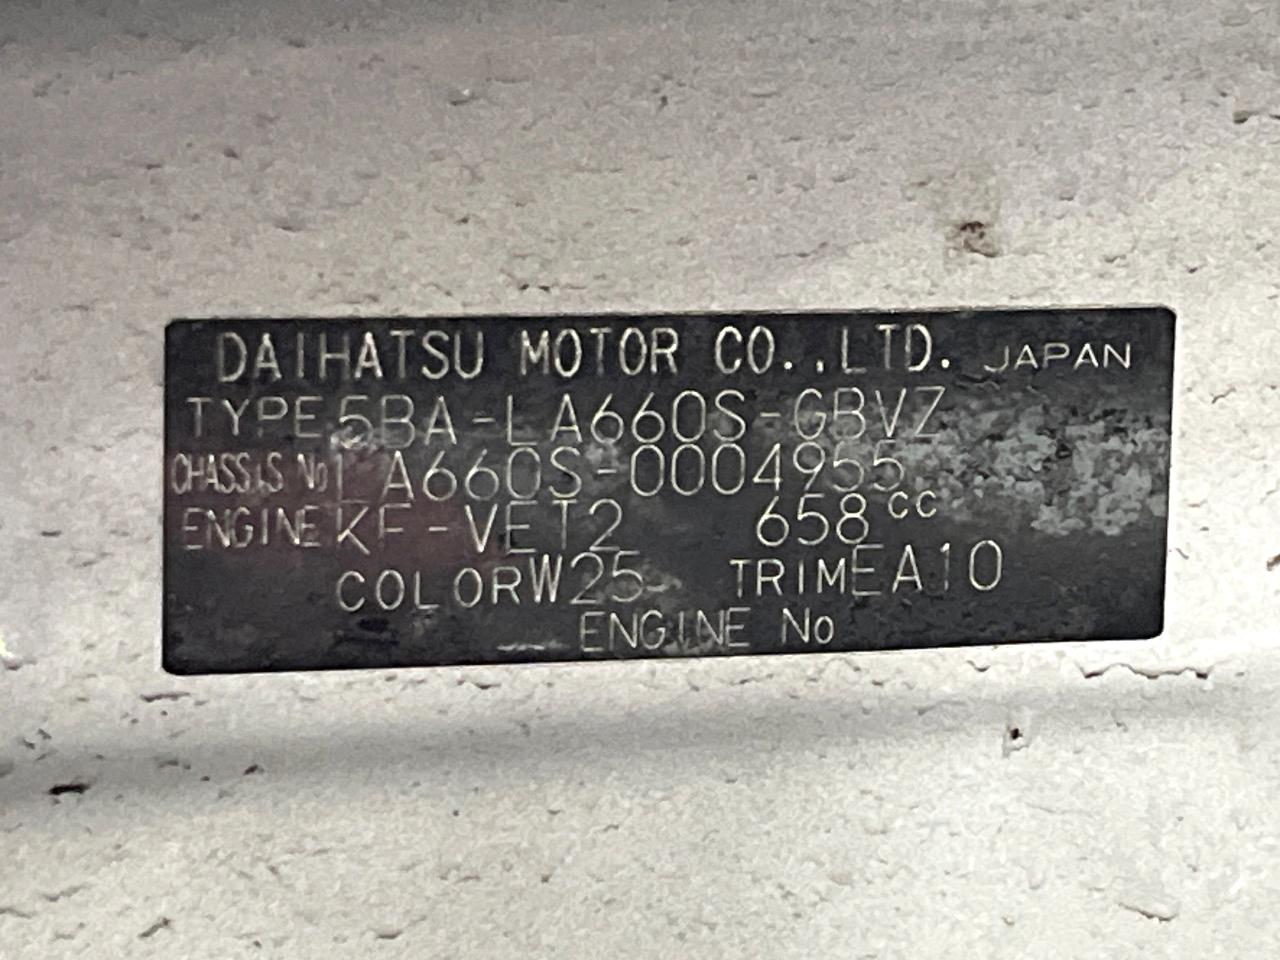 DAIHATSU MOTOR CO.,LTD. JAPAN
TYPE 5BA-LA660S-GBVZ
CHASSIS No LA660S-0004955
ENGINE KF-VET2 658cc
COLOR W25 TRIM EA10
ENGINE No